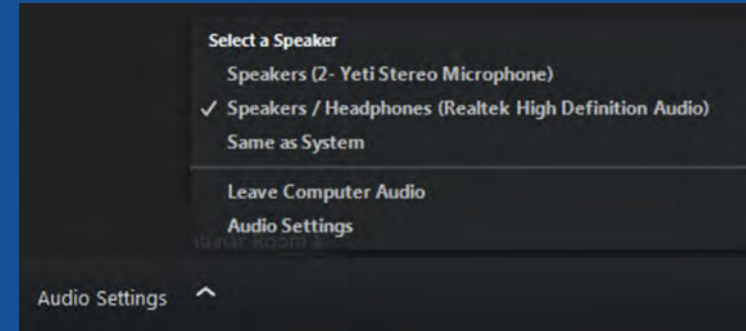 Select a Speaker
Speakers (2- Yeti Stereo Microphone)
✓ Speakers / Headphones (Realtek High Definition Audio)
Same as System
Leave Computer Audio
Audio Settings
Audio Settings